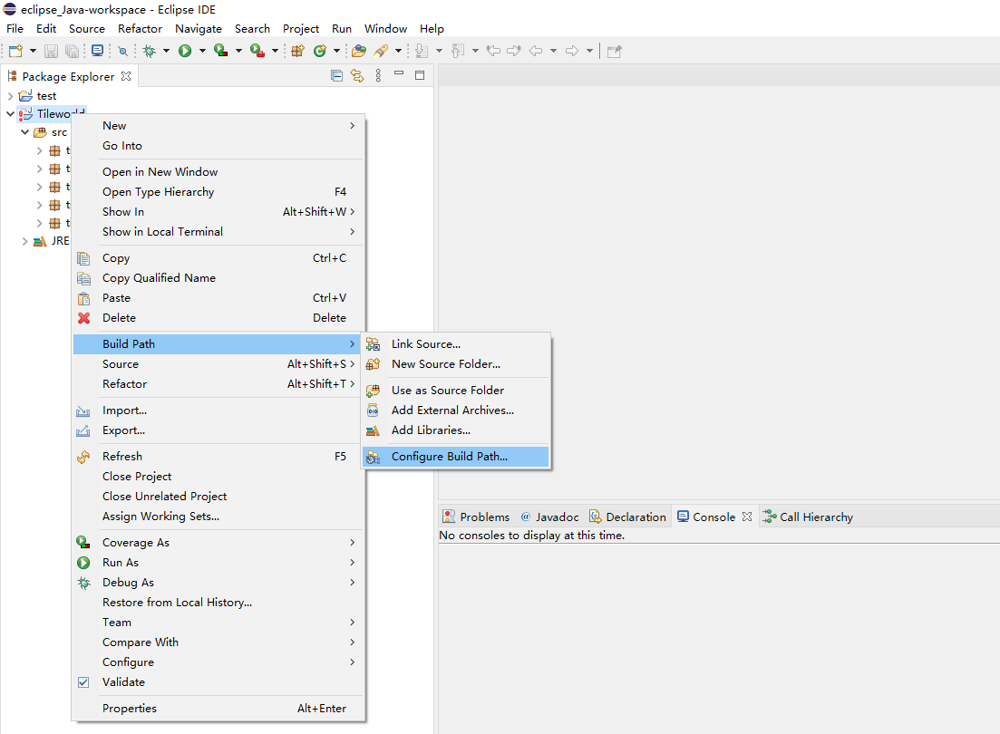 eclipse_Java-workspace - Eclipse IDE
File Edit Source Refactor Navigate Search Project Run Window Help
Package Explorer
test
Tileworld
src
t
t
t
t
t
JRE
New
Go Into
Open in New Window
Open Type Hierarchy F4
Show In Alt+Shift+W
Show in Local Terminal
Copy Ctrl+C
Copy Qualified Name
Paste Ctrl+V
Delete Delete
Build Path
Source Alt+Shift+S
Refactor Alt+Shift+T
Import...
Export...
Refresh F5
Close Project
Close Unrelated Project
Assign Working Sets...
Coverage As
Run As
Debug As
Restore from Local History...
Team
Compare With
Configure
Validate
Properties Alt+Enter
Link Source...
New Source Folder...
Use as Source Folder
Add External Archives...
Add Libraries...
Configure Build Path...
Problems @ Javadoc Declaration Console Call Hierarchy
No consoles to display at this time.